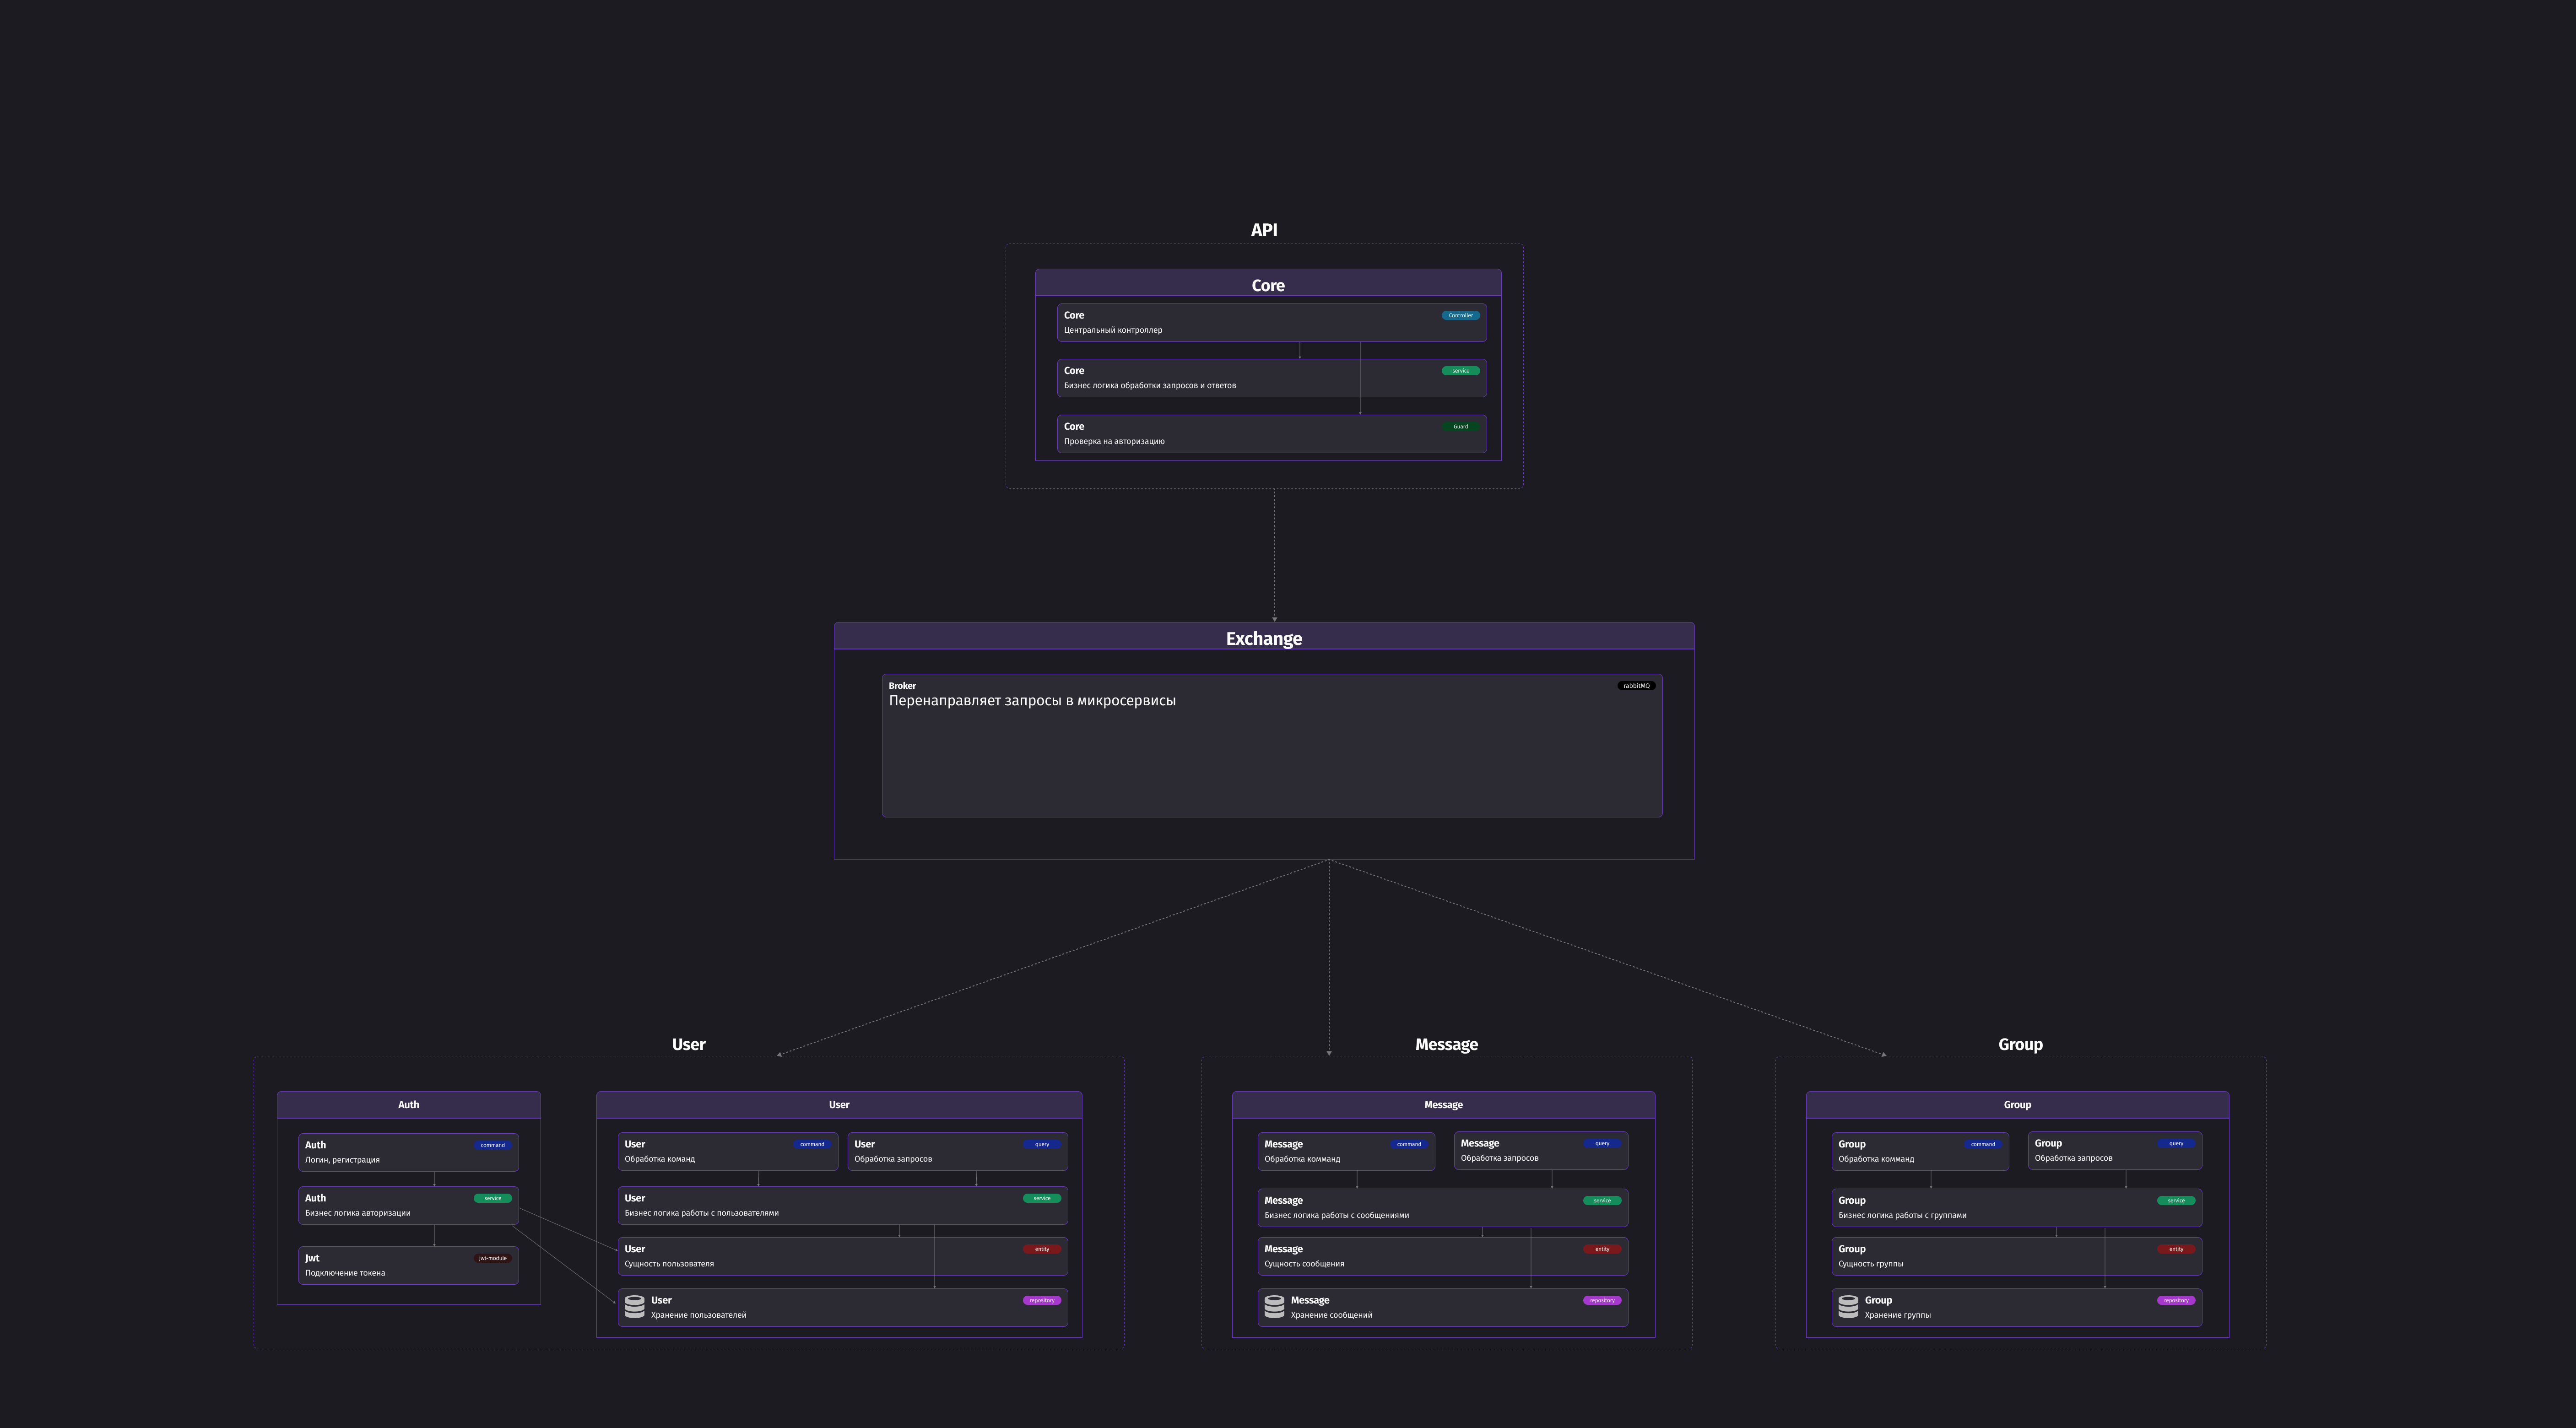 API
Core
Core
Controller
Центральный контроллер
Core
service
Бизнес логика обработки запросов и ответов
Core
Guard
Проверка на авторизацию
Exchange
Broker
rabbitMQ
Перенаправляет запросы в микросервисы
User
Auth
Auth
command
Логин, регистрация
Auth
service
Бизнес логика авторизации
Jwt
jwt-module
Подключение токена
User
User
command
Обработка команд
User
query
Обработка запросов
User
service
Бизнес логика работы с пользователями
User
entity
Сущность пользователя
User
repository
Хранение пользователей
Message
Message
Message
command
Обработка комманд
Message
query
Обработка запросов
Message
service
Бизнес логика работы с сообщениями
Message
entity
Сущность сообщения
Message
repository
Хранение сообщений
Group
Group
Group
command
Обработка комманд
Group
query
Обработка запросов
Group
service
Бизнес логика работы с группами
Group
entity
Сущность группы
Group
repository
Хранение группы